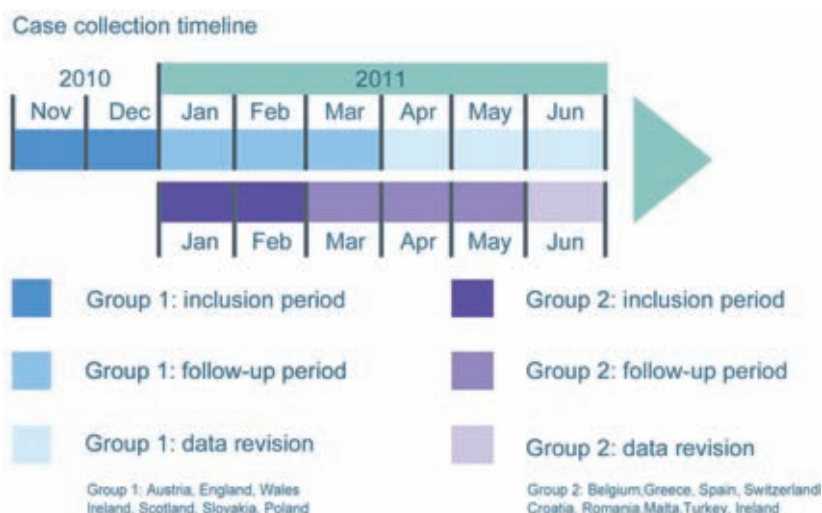 Case collection timeline
2010 2011
Nov Dec Jan Feb Mar Apr May Jun
Jan Feb Mar Apr May Jun
Group 1: inclusion period Group 2: inclusion period
Group 1: follow-up period Group 2: follow-up period
Group 1: data revision Group 2: data revision
Group 1: Austria, England, Wales
Ireland, Scotland, Slovakia, Poland
Group 2: Belgium,Greece, Spain, Switzerland
Croatia, Romania,Malta,Turkey, Ireland